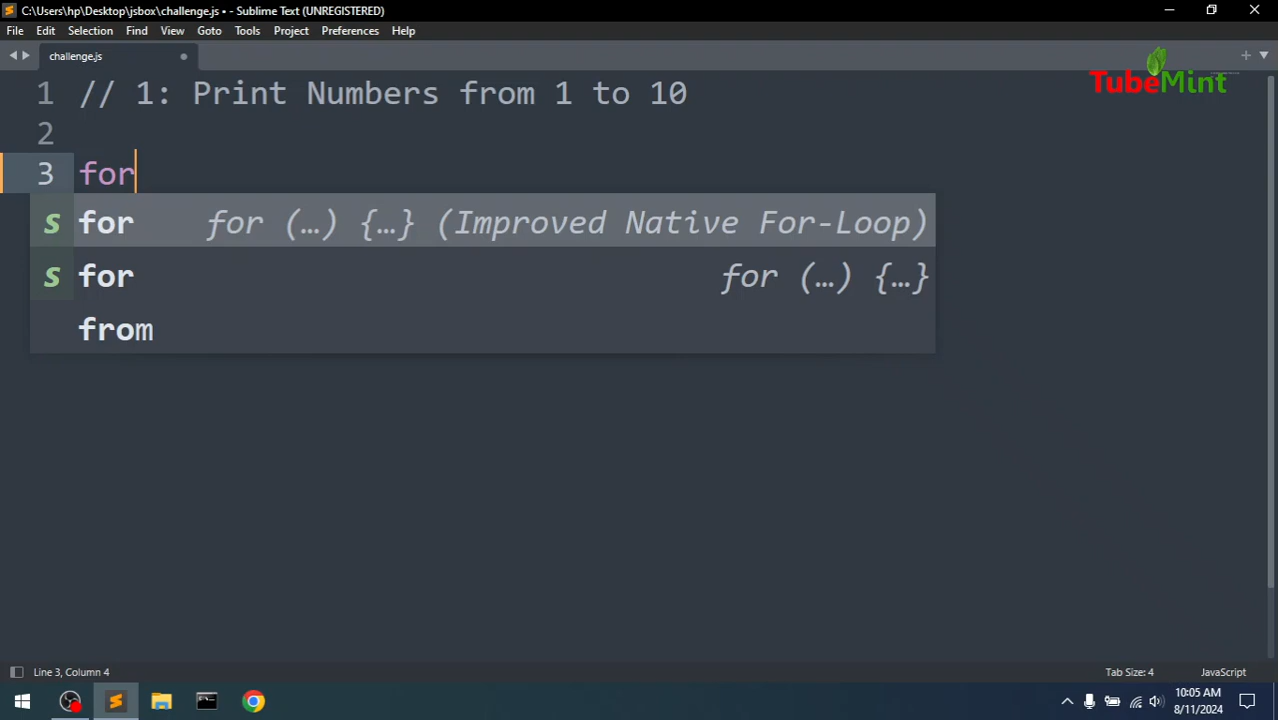 C:\Users\hp\Desktop\jsbox\challenge.js • - Sublime Text (UNREGISTERED)
File Edit Selection Find View Goto Tools Project Preferences Help
challenge.js
TubeMint
1 // 1: Print Numbers from 1 to 10
2
3 for
s for for (…) {…} (Improved Native For-Loop)
s for for (…) {…}
from
Line 3, Column 4 Tab Size: 4 JavaScript
10:05 AM
8/11/2024